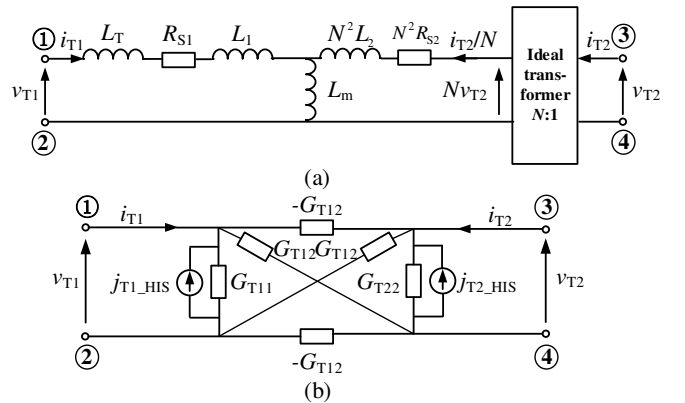 ① i_T1 L_T R_S1 L_1 N²L_2 N²R_S2 i_T2/N i_T2 ③
v_T1 L_m Nv_T2 v_T2
Ideal
trans-
former
N:1
② ④
(a)
① i_T1 -G_T12 i_T2 ③
G_T12 G_T12
v_T1 j_T1_HIS G_T11 G_T22 j_T2_HIS v_T2
② -G_T12 ④
(b)